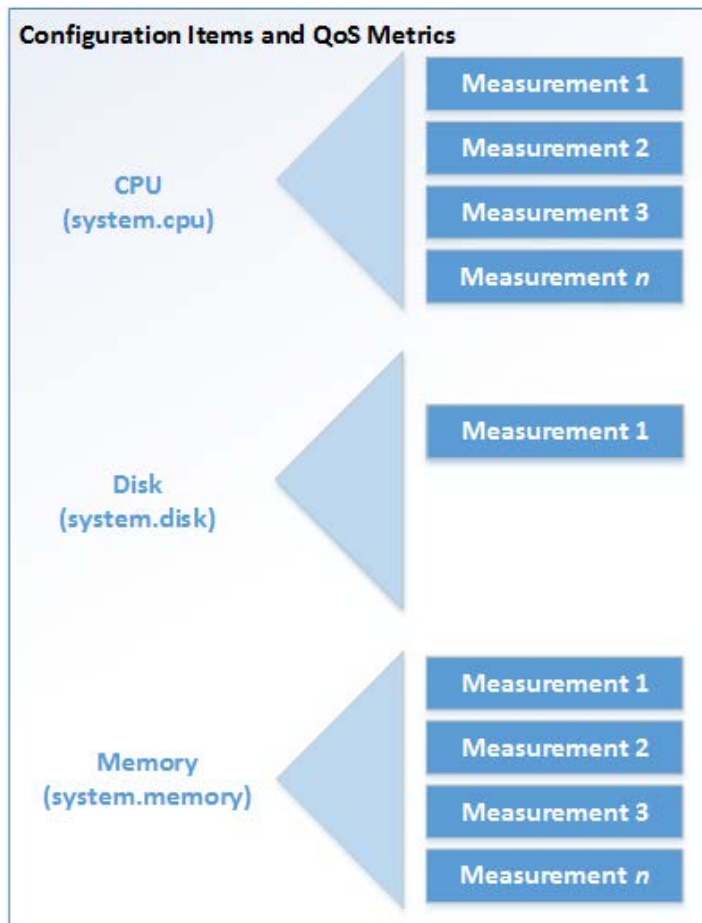 Configuration Items and QoS Metrics
CPU
(system.cpu)
Measurement 1
Measurement 2
Measurement 3
Measurement n
Disk
(system.disk)
Measurement 1
Memory
(system.memory)
Measurement 1
Measurement 2
Measurement 3
Measurement n